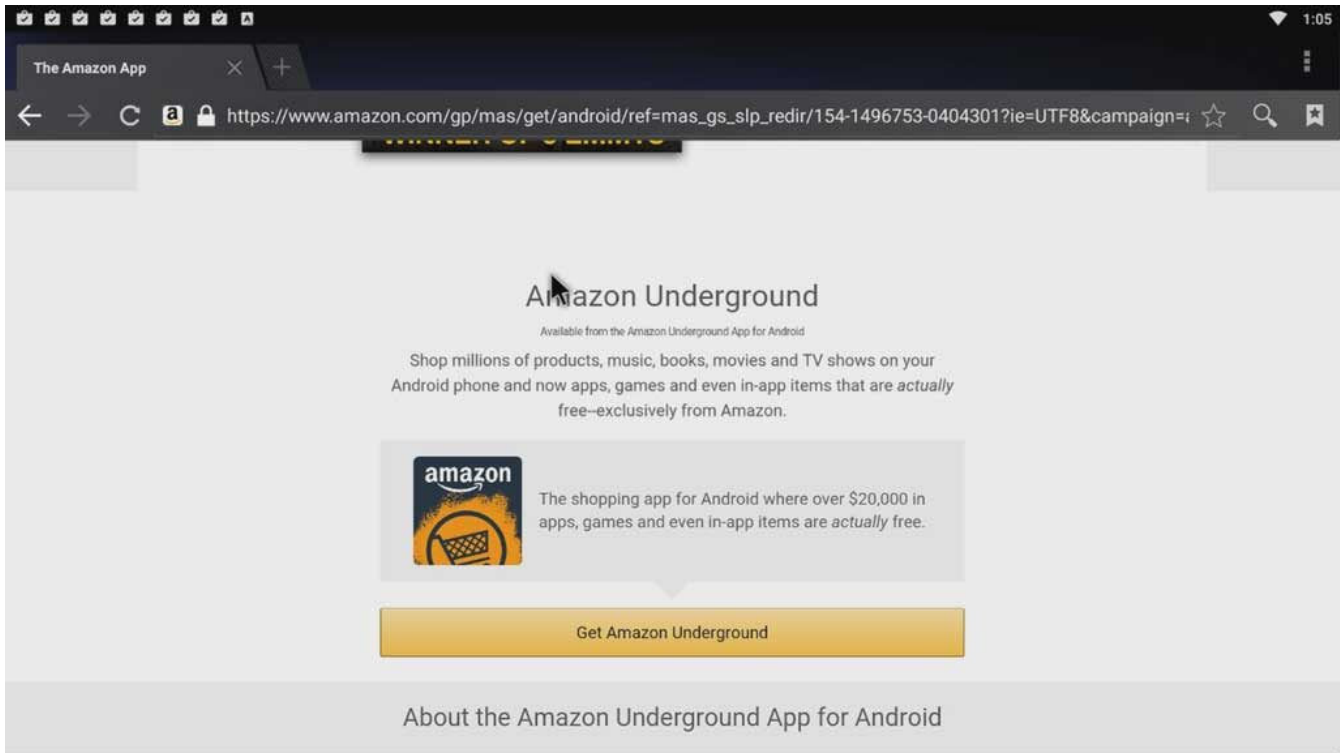 1:05
The Amazon App
a https://www.amazon.com/gp/mas/get/android/ref=mas_gs_slp_redir/154-1496753-0404301?ie=UTF8&campaign=
WINNER OF
Amazon Underground
Available from the Amazon Underground App for Android
Shop millions of products, music, books, movies and TV shows on your
Android phone and now apps, games and even in-app items that are actually
free--exclusively from Amazon.
amazon
The shopping app for Android where over $20,000 in
apps, games and even in-app items are actually free.
Get Amazon Underground
About the Amazon Underground App for Android